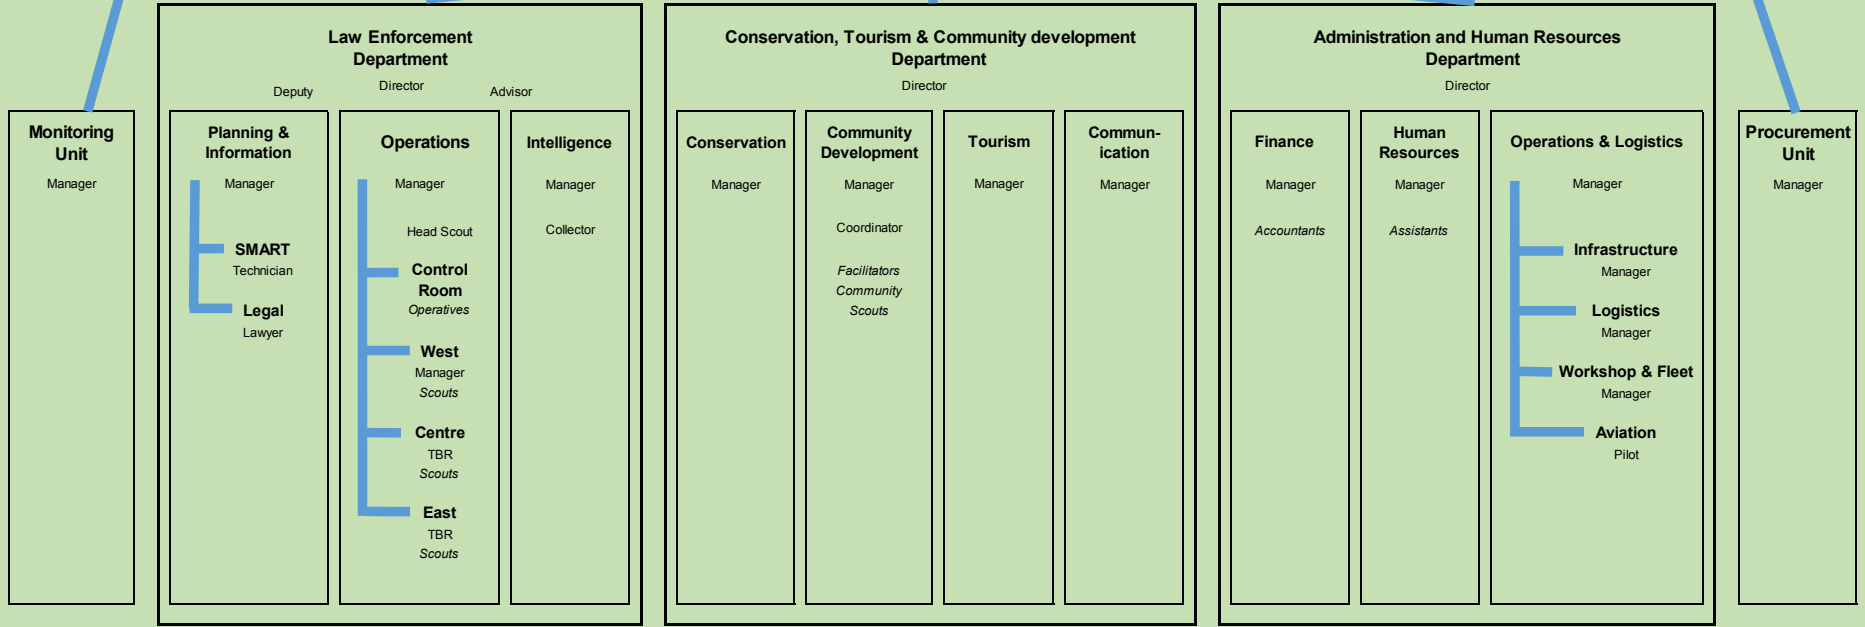 Monitoring
Unit
Manager
Law Enforcement
Department
Deputy
Director
Advisor
Planning &
Information
Manager
SMART
Technician
Legal
Lawyer
Operations
Manager
Head Scout
Control
Room
Operatives
West
Manager
Scouts
Centre
TBR
Scouts
East
TBR
Scouts
Intelligence
Manager
Collector
Conservation, Tourism & Community development
Department
Director
Conservation
Manager
Community
Development
Manager
Coordinator
Facilitators
Community
Scouts
Tourism
Manager
Commun-
ication
Manager
Administration and Human Resources
Department
Director
Finance
Manager
Accountants
Human
Resources
Manager
Assistants
Operations & Logistics
Manager
Infrastructure
Manager
Logistics
Manager
Workshop & Fleet
Manager
Aviation
Pilot
Procurement
Unit
Manager